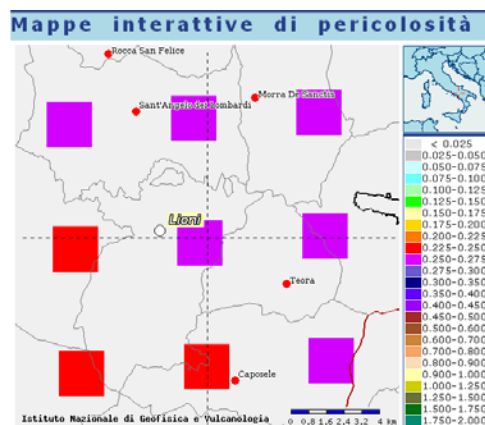 Mappe interattive di pericolosità
Rocca San Felice
Sant'Angelo dei Lombardi
Morra De Sanctis
Lioni
Teora
Caposele
Istituto Nazionale di Geofisica e Vulcanologia
0 0.8 1.6 2.4 3.2 4 km
< 0.025
0.025-0.050
0.050-0.075
0.075-0.100
0.100-0.125
0.125-0.150
0.150-0.175
0.175-0.200
0.200-0.225
0.225-0.250
0.250-0.275
0.275-0.300
0.300-0.350
0.350-0.400
0.400-0.450
0.450-0.500
0.500-0.600
0.600-0.700
0.700-0.800
0.800-0.900
0.900-1.000
1.000-1.250
1.250-1.500
1.500-1.750
1.750-2.000